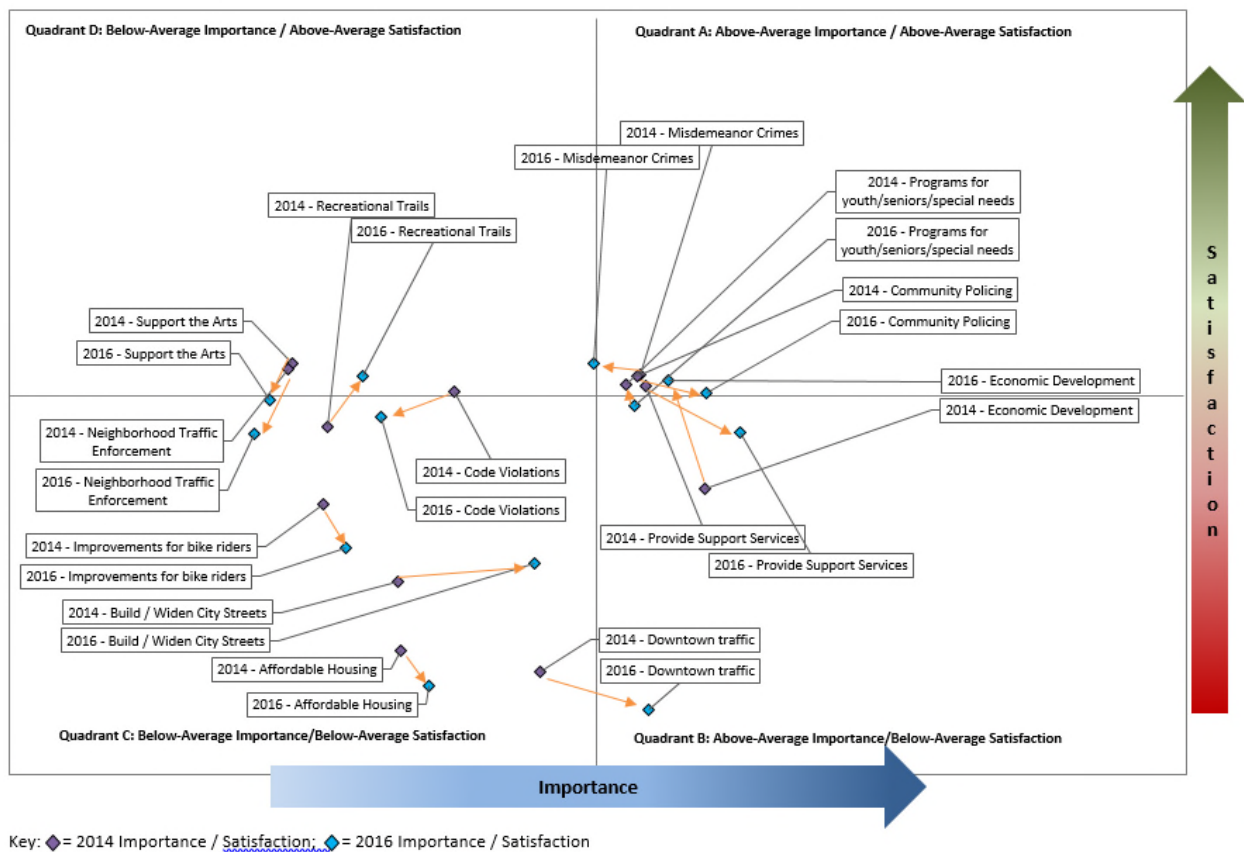 Quadrant D: Below-Average Importance / Above-Average Satisfaction
Quadrant A: Above-Average Importance / Above-Average Satisfaction
2014 - Misdemeanor Crimes
2016 - Misdemeanor Crimes
2014 - Programs for
youth/seniors/special needs
2014 - Recreational Trails
2016 - Recreational Trails
2016 - Programs for
youth/seniors/special needs
2014 - Community Policing
2016 - Community Policing
2014 - Support the Arts
2016 - Support the Arts
2016 - Economic Development
2014 - Economic Development
2014 - Neighborhood Traffic
Enforcement
2016 - Neighborhood Traffic
Enforcement
2014 - Code Violations
2016 - Code Violations
2014 - Provide Support Services
2016 - Provide Support Services
2014 - Improvements for bike riders
2016 - Improvements for bike riders
2014 - Build / Widen City Streets
2016 - Build / Widen City Streets
2014 - Downtown traffic
2016 - Downtown traffic
2014 - Affordable Housing
2016 - Affordable Housing
Quadrant C: Below-Average Importance/Below-Average Satisfaction
Quadrant B: Above-Average Importance/Below-Average Satisfaction
Satisfaction
Importance
Key: = 2014 Importance / Satisfaction; = 2016 Importance / Satisfaction